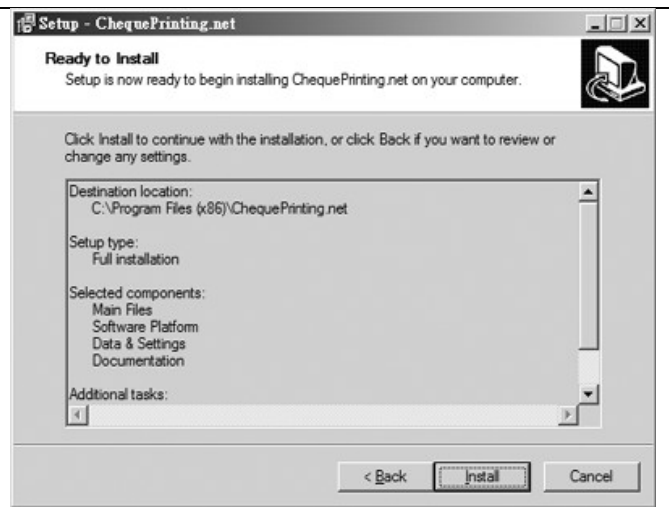 Setup - ChequePrinting.net
Ready to Install
Setup is now ready to begin installing ChequePrinting.net on your computer.
Click Install to continue with the installation, or click Back if you want to review or
change any settings.
Destination location:
C:\Program Files (x86)\ChequePrinting.net
Setup type:
Full installation
Selected components:
Main Files
Software Platform
Data & Settings
Documentation
Additional tasks:
< Back
Install
Cancel